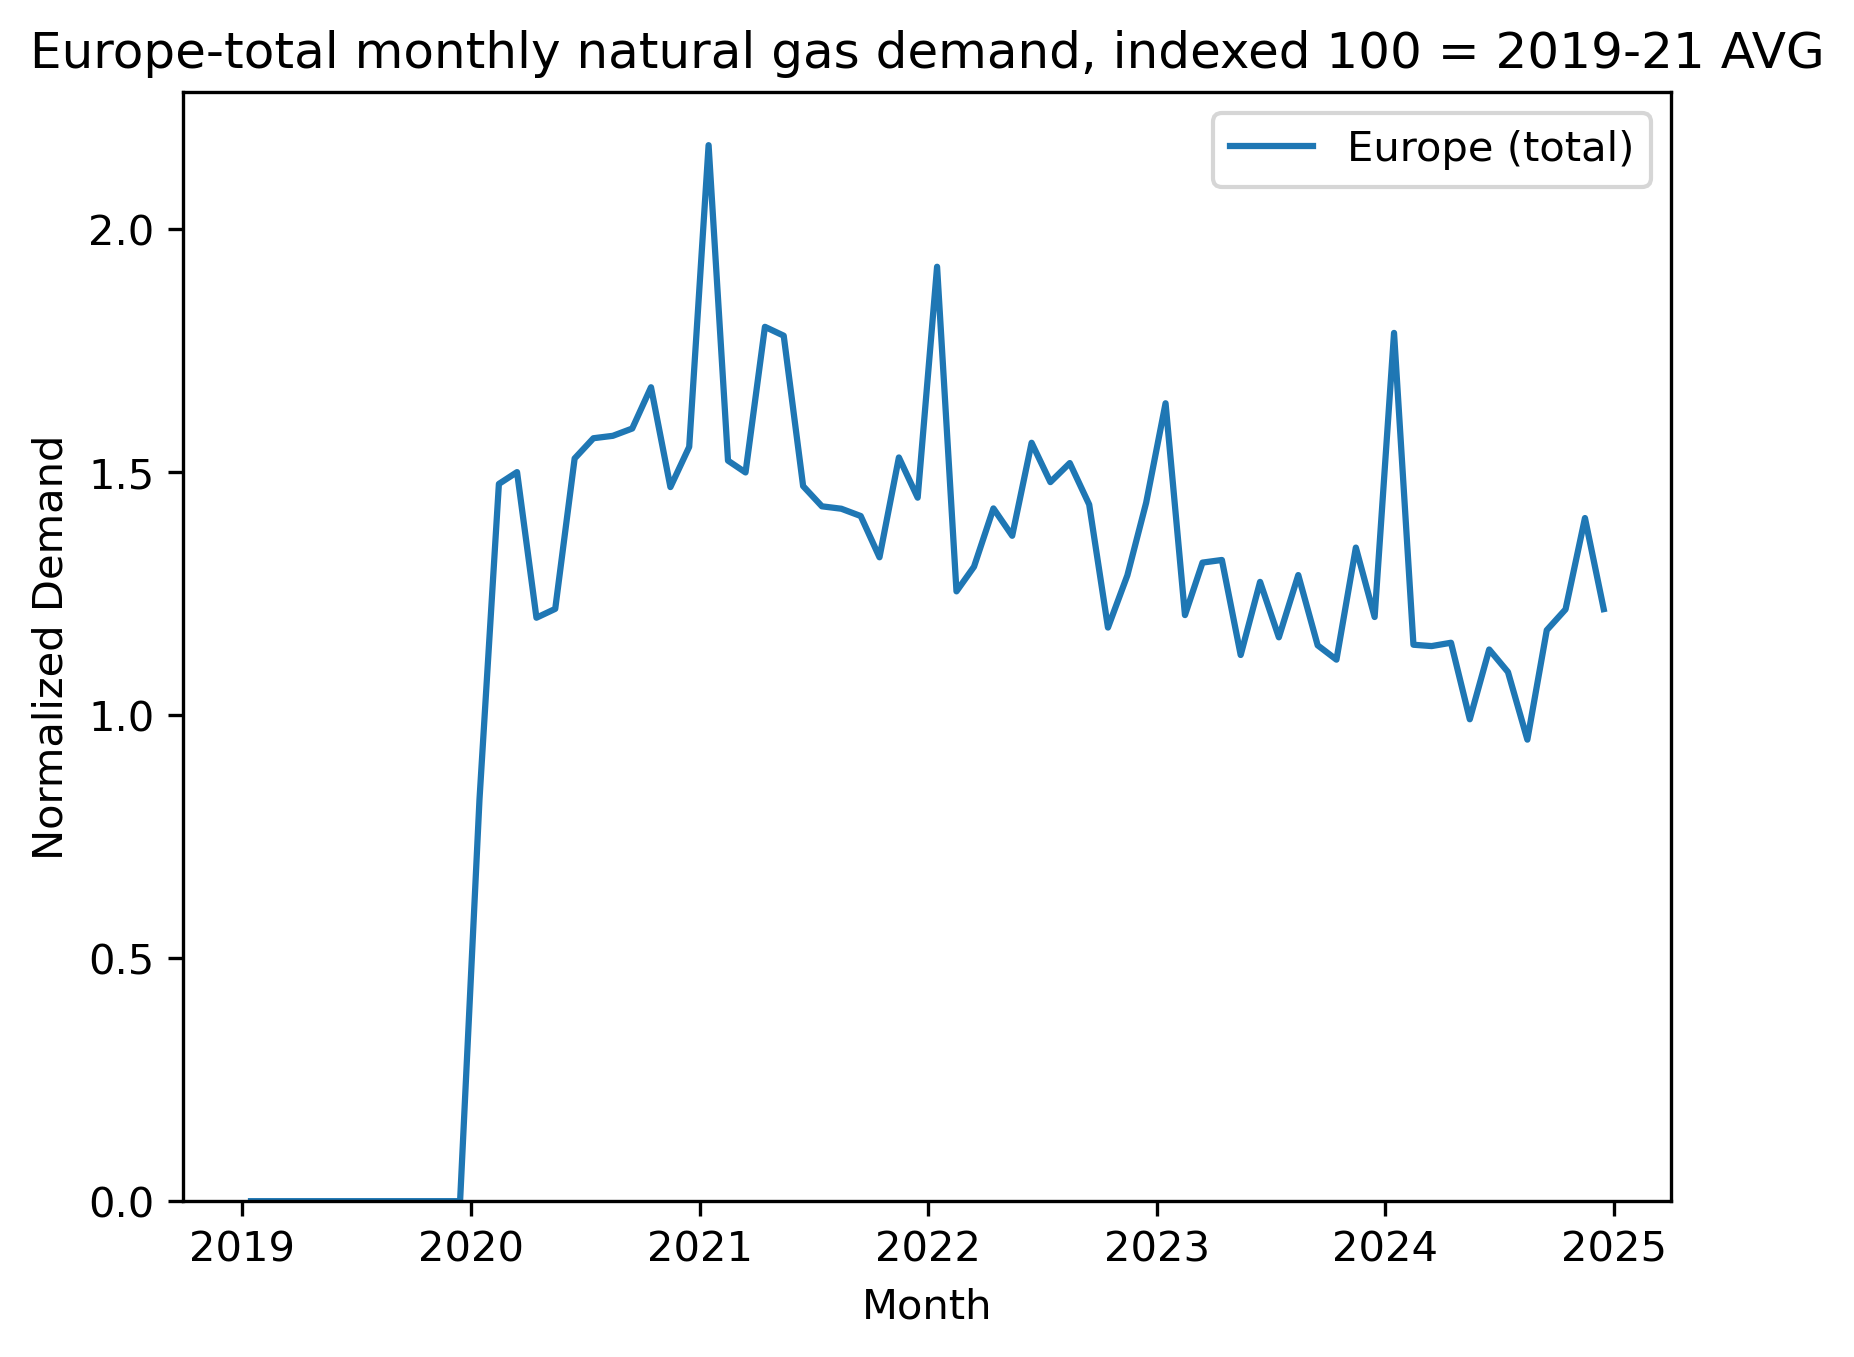 Europe-total monthly natural gas demand, indexed 100 = 2019-21 AVG
Europe (total)
Normalized Demand
2.0
1.5
1.0
0.5
0.0
2019 2020 2021 2022 2023 2024 2025
Month